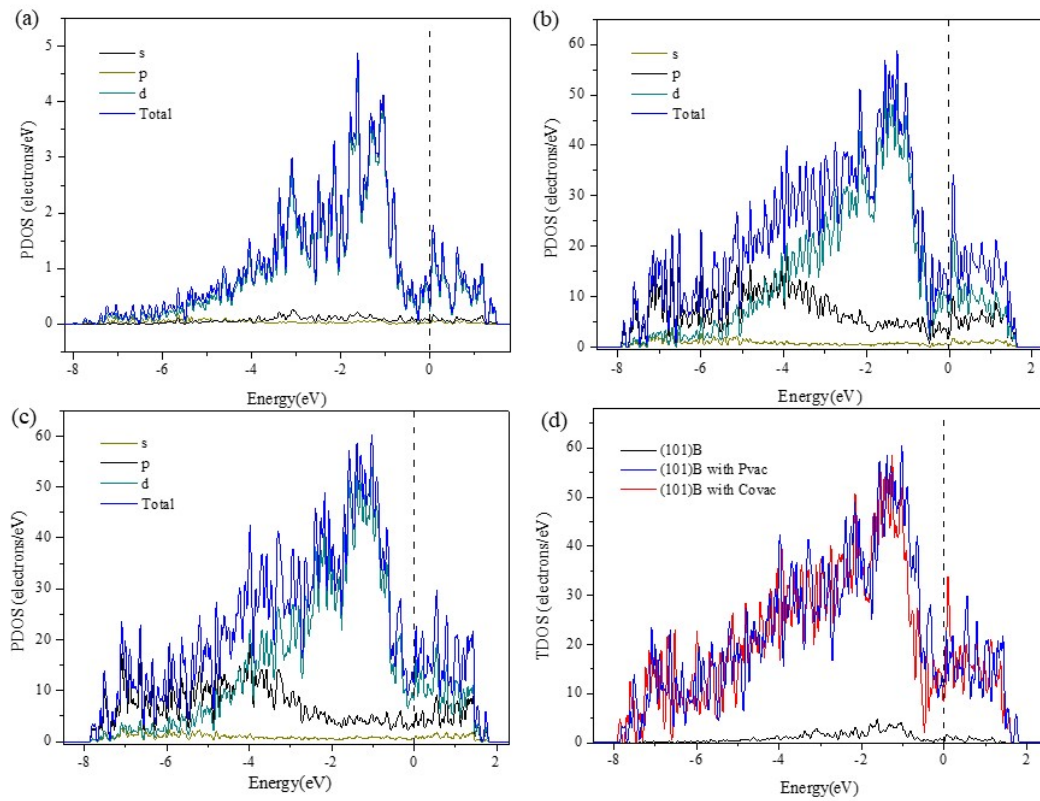 (a)
s
p
d
Total
5
4
3
2
1
0
PDOS (electrons/eV)
-8
-6
-4
-2
0
Energy(eV)
(b)
s
p
d
Total
60
50
40
30
20
10
0
PDOS (electrons/eV)
-8
-6
-4
-2
0
2
Energy(eV)
(c)
s
p
d
Total
60
50
40
30
20
10
0
PDOS (electrons/eV)
-8
-6
-4
-2
0
2
Energy(eV)
(d)
(101)B
(101)B with Pvac
(101)B with Covac
60
50
40
30
20
10
0
TDOS (electrons/eV)
-8
-6
-4
-2
0
2
Energy(eV)